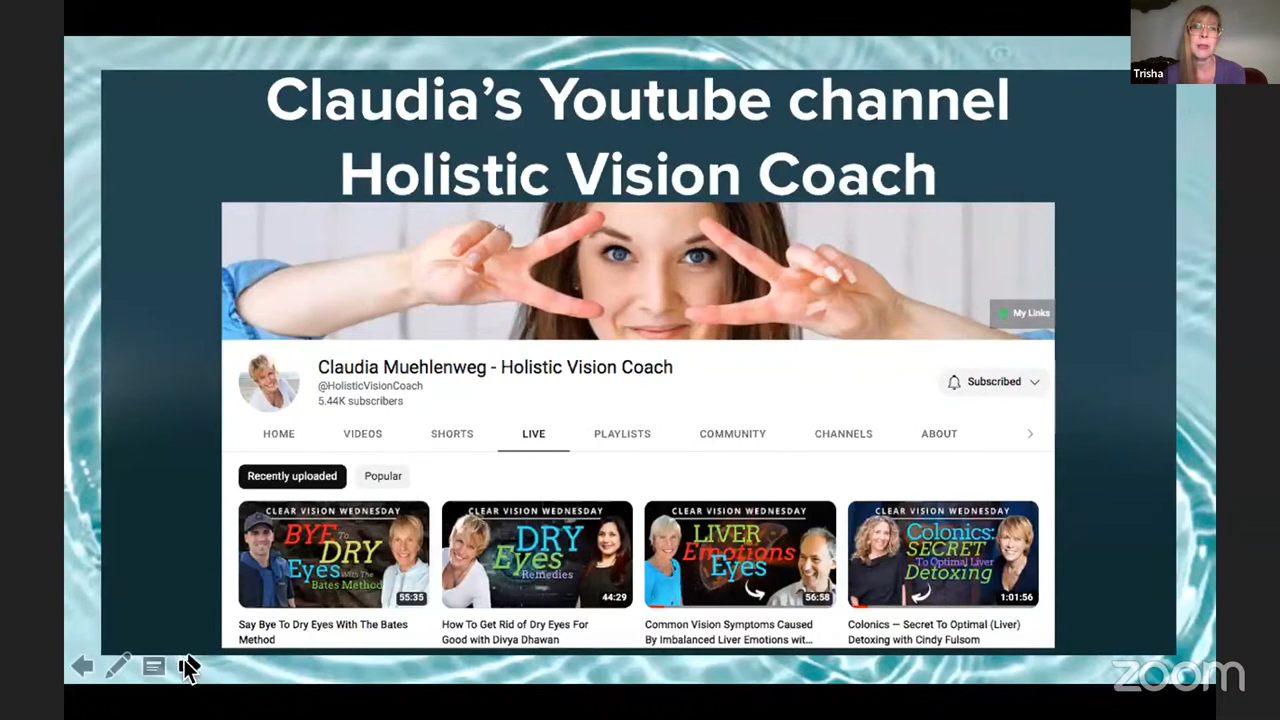 Trisha
Claudia's Youtube channel
Holistic Vision Coach
My Links
Claudia Muehlenweg - Holistic Vision Coach
@HolisticVisionCoach
5.44K subscribers
Subscribed
HOME VIDEOS SHORTS LIVE PLAYLISTS COMMUNITY CHANNELS ABOUT
Recently uploaded Popular
CLEAR VISION WEDNESDAY
BYE To
DRY
Eyes With The
Bates Method
55:35
CLEAR VISION WEDNESDAY
DRY
Eyes
Remedies
44:29
CLEAR VISION WEDNESDAY
LIVER
Emotions
Eyes
56:58
CLEAR VISION WEDNESDAY
Colonics:
SECRET
To Optimal Liver
Detoxing
1:01:56
Say Bye To Dry Eyes With The Bates
Method
How To Get Rid of Dry Eyes For
Good with Divya Dhawan
Common Vision Symptoms Caused
By Imbalanced Liver Emotions wit...
Colonics — Secret To Optimal (Liver)
Detoxing with Cindy Fulsom
zoom